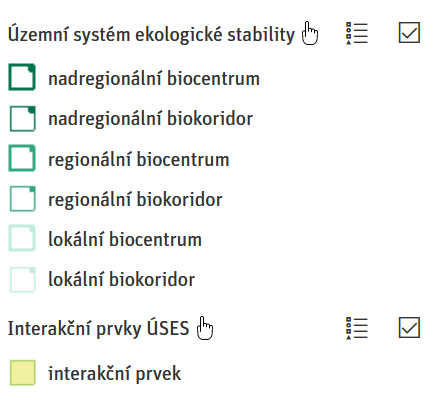 Územní systém ekologické stability
nadregionální biocentrum
nadregionální biokoridor
regionální biocentrum
regionální biokoridor
lokální biocentrum
lokální biokoridor
Interakční prvky ÚSES
interakční prvek